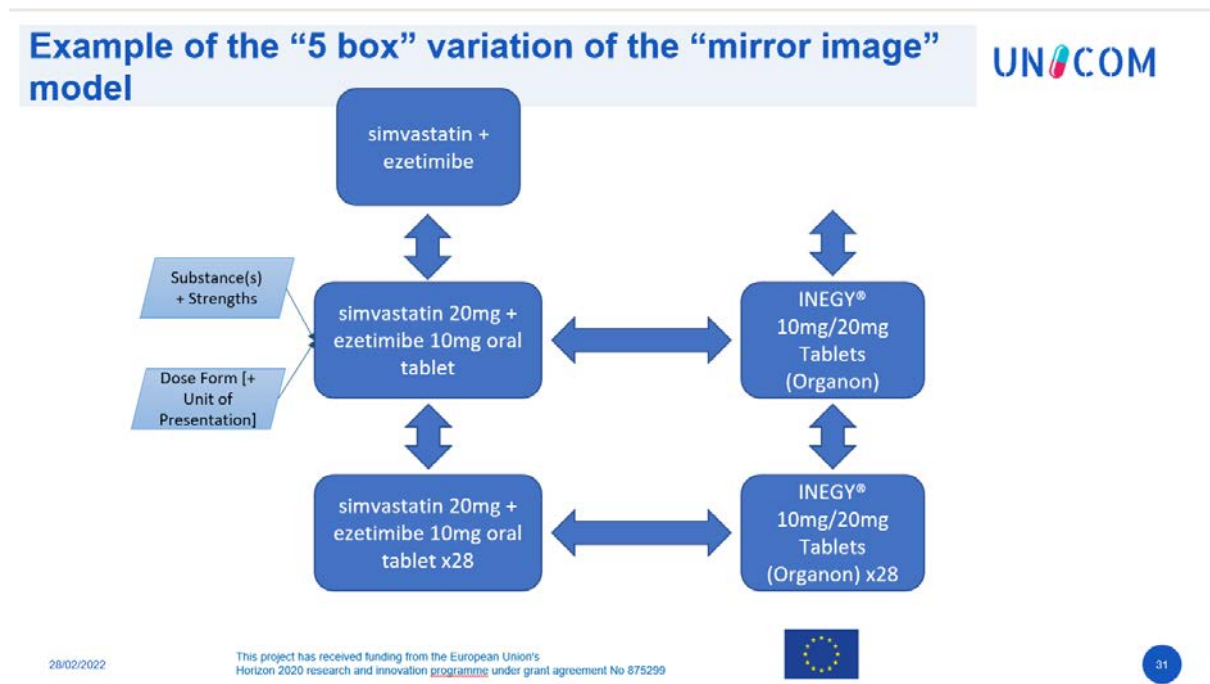 Example of the “5 box” variation of the “mirror image”
model
UNICOM
simvastatin +
ezetimibe
Substance(s)
+ Strengths
Dose Form [+
Unit of
Presentation]
simvastatin 20mg +
ezetimibe 10mg oral
tablet
INEGY®
10mg/20mg
Tablets
(Organon)
simvastatin 20mg +
ezetimibe 10mg oral
tablet x28
INEGY®
10mg/20mg
Tablets
(Organon) x28
28/02/2022
This project has received funding from the European Union's
Horizon 2020 research and innovation programme under grant agreement No 875299
31